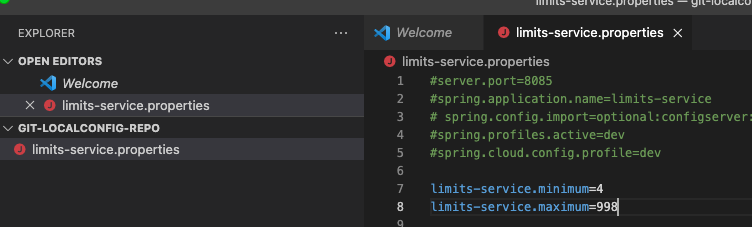 limits-service.properties — git-localco
EXPLORER
···
OPEN EDITORS
Welcome
limits-service.properties
GIT-LOCALCONFIG-REPO
limits-service.properties
Welcome
limits-service.properties
limits-service.properties
1 #server.port=8085
2 #spring.application.name=limits-service
3 # spring.config.import=optional:configserver:
4 #spring.profiles.active=dev
5 #spring.cloud.config.profile=dev
6
7 limits-service.minimum=4
8 limits-service.maximum=998
9